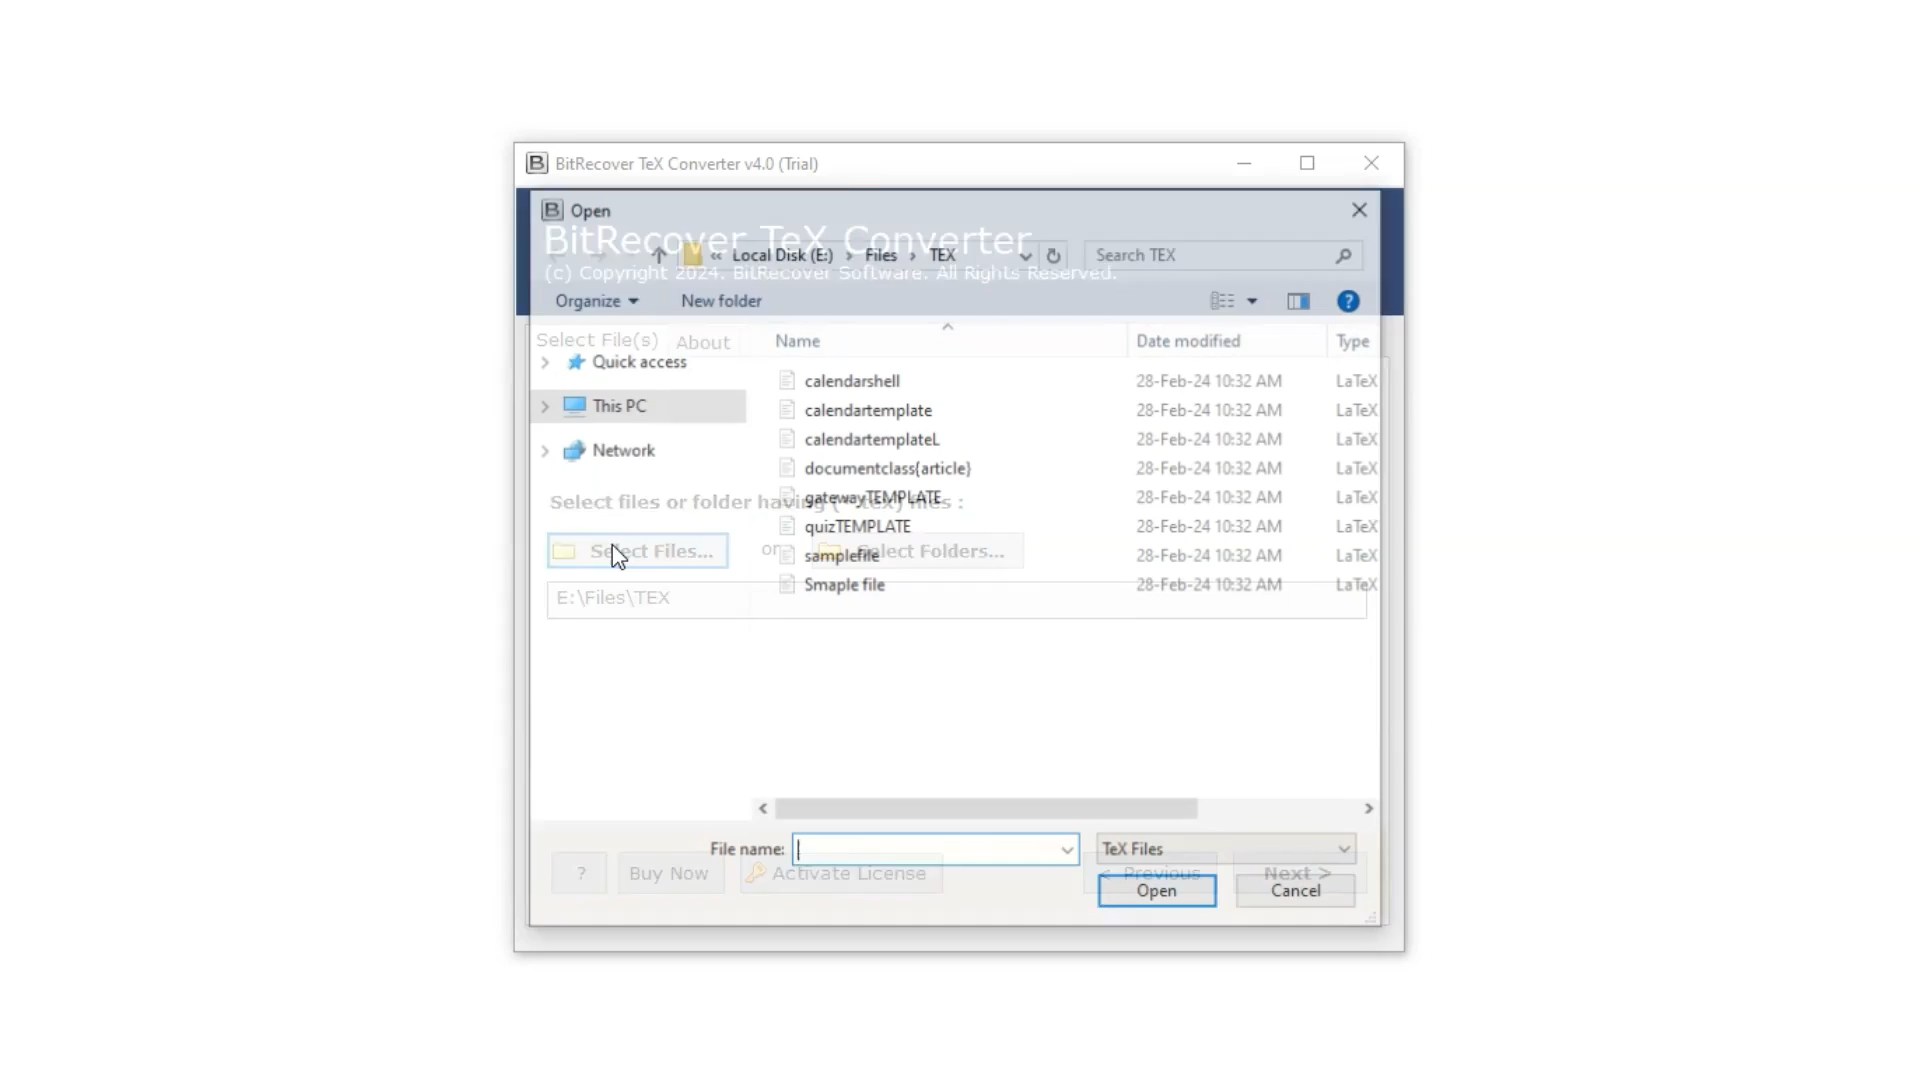 BitRecover TeX Converter v4.0 (Trial)
Open
BitRecover TeX Converter
« Local Disk (E:) > Files > TEX
Search TEX
(c) Copyright 2024. BitRecover Software. All Rights Reserved.
Organize
New folder
?
Select File(s)
About
Name
Date modified
Type
Quick access
This PC
Network
calendarshell 28-Feb-24 10:32 AM LaTeX
calendartemplate 28-Feb-24 10:32 AM LaTeX
calendartemplateL 28-Feb-24 10:32 AM LaTeX
documentclass{article} 28-Feb-24 10:32 AM LaTeX
gatewayTEMPLATE 28-Feb-24 10:32 AM LaTeX
quizTEMPLATE 28-Feb-24 10:32 AM LaTeX
samplefile 28-Feb-24 10:32 AM LaTeX
Smaple file 28-Feb-24 10:32 AM LaTeX
Select files or folder having files :
Select Files...
or
Select Folders...
E:\Files\TEX
File name:
TeX Files
?
Buy Now
Activate License
< Previous
Next >
Open
Cancel